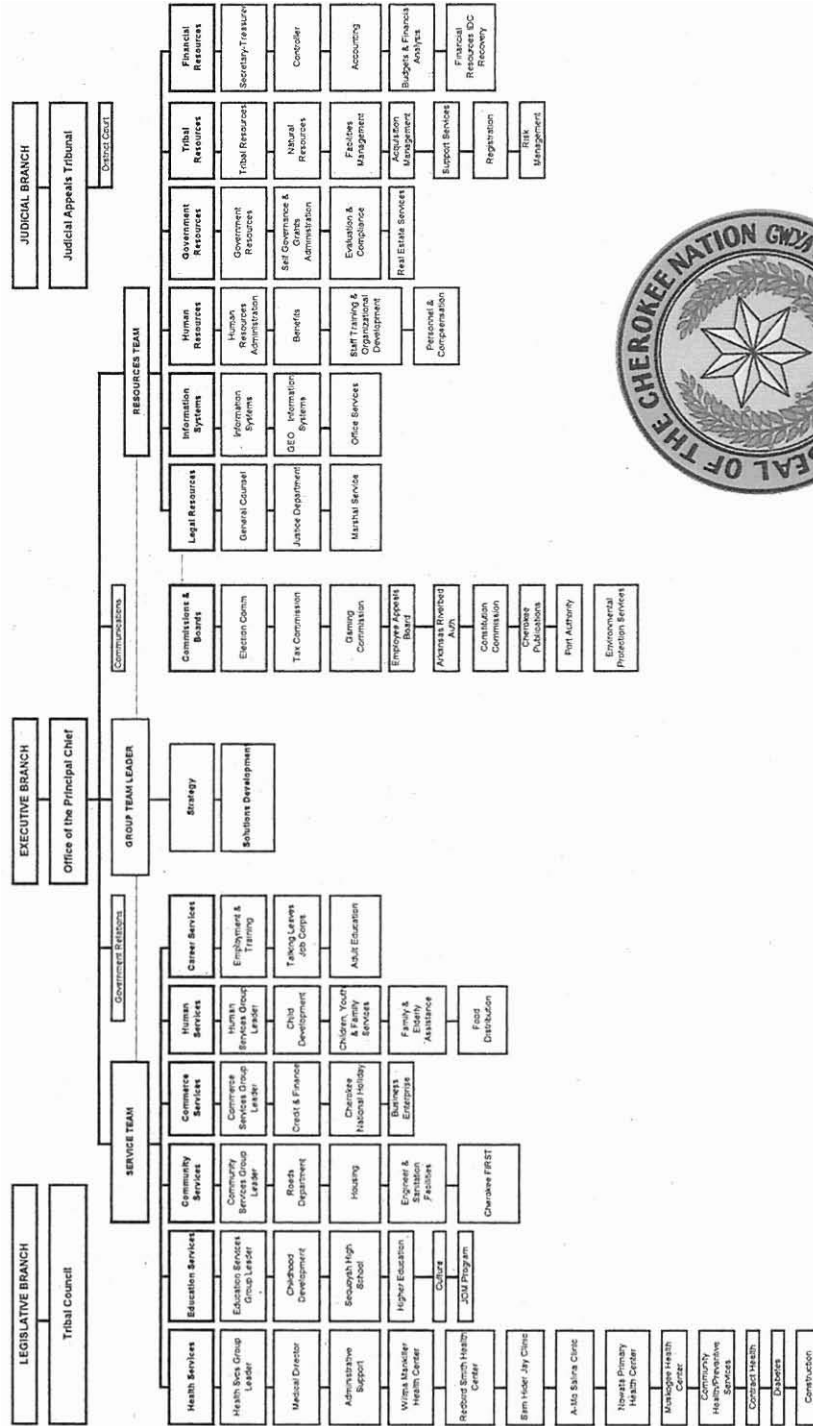 LEGISLATIVE BRANCH
Tribal Council
EXECUTIVE BRANCH
Office of the Principal Chief
JUDICIAL BRANCH
Judicial Appeals Tribunal
District Court
Government Relations
Communications
SERVICE TEAM
GROUP TEAM LEADER
RESOURCES TEAM
Health Services
Health Svcs Group
Leader
Medical Director
Administrative
Support
Wilma Mankiller
Health Center
Redbird Smith Health
Center
Sam Hider Jay Clinic
A-Mo Salina Clinic
Nowata Primary
Health Center
Muskogee Health
Center
Community
Health/Preventive
Services
Contract Health
Diabetes
Construction
Education Services
Education Services
Group Leader
Childhood
Development
Sequoyah High
School
Higher Education
Culture
JOM Program
Community
Services
Community
Services Group
Leader
Roads
Department
Housing
Engineer &
Sanitation
Facilities
Cherokee FIRST
Commerce
Services
Commerce
Services Group
Leader
Credit & Finance
Cherokee
National Holiday
Business
Enterprise
Human
Services
Human
Services Group
Leader
Child
Development
Children, Youth
& Family
Services
Family &
Elderly
Assistance
Food
Distribution
Career Services
Employment &
Training
Talking Leaves
Job Corps
Adult Education
Strategy
Solutions Development
Commissions &
Boards
Election Comm
Tax Commission
Gaming
Commission
Employee Appeals
Board
Arkansas Riverbed
Auth
Constitution
Commission
Cherokee
Publications
Port Authority
Environmental
Protection Services
Legal Resources
General Counsel
Justice Department
Marshal Service
Information
Systems
Information
Systems
GEO Information
Systems
Office Services
Human
Resources
Human
Resources
Administration
Benefits
Staff Training &
Organizational
Development
Personnel &
Compensation
Government
Resources
Government
Resources
Self Governance &
Grants
Administration
Evaluation &
Compliance
Real Estate Services
Tribal
Resources
Tribal Resources
Natural
Resources
Facilities
Management
Acquisition
Management
Support Services
Registration
Risk
Management
Financial
Resources
Secretary-Treasurer
Controller
Accounting
Budgets & Financial
Analysis
Financial
Resources IDC
Recovery
SEAL OF THE CHEROKEE NATION